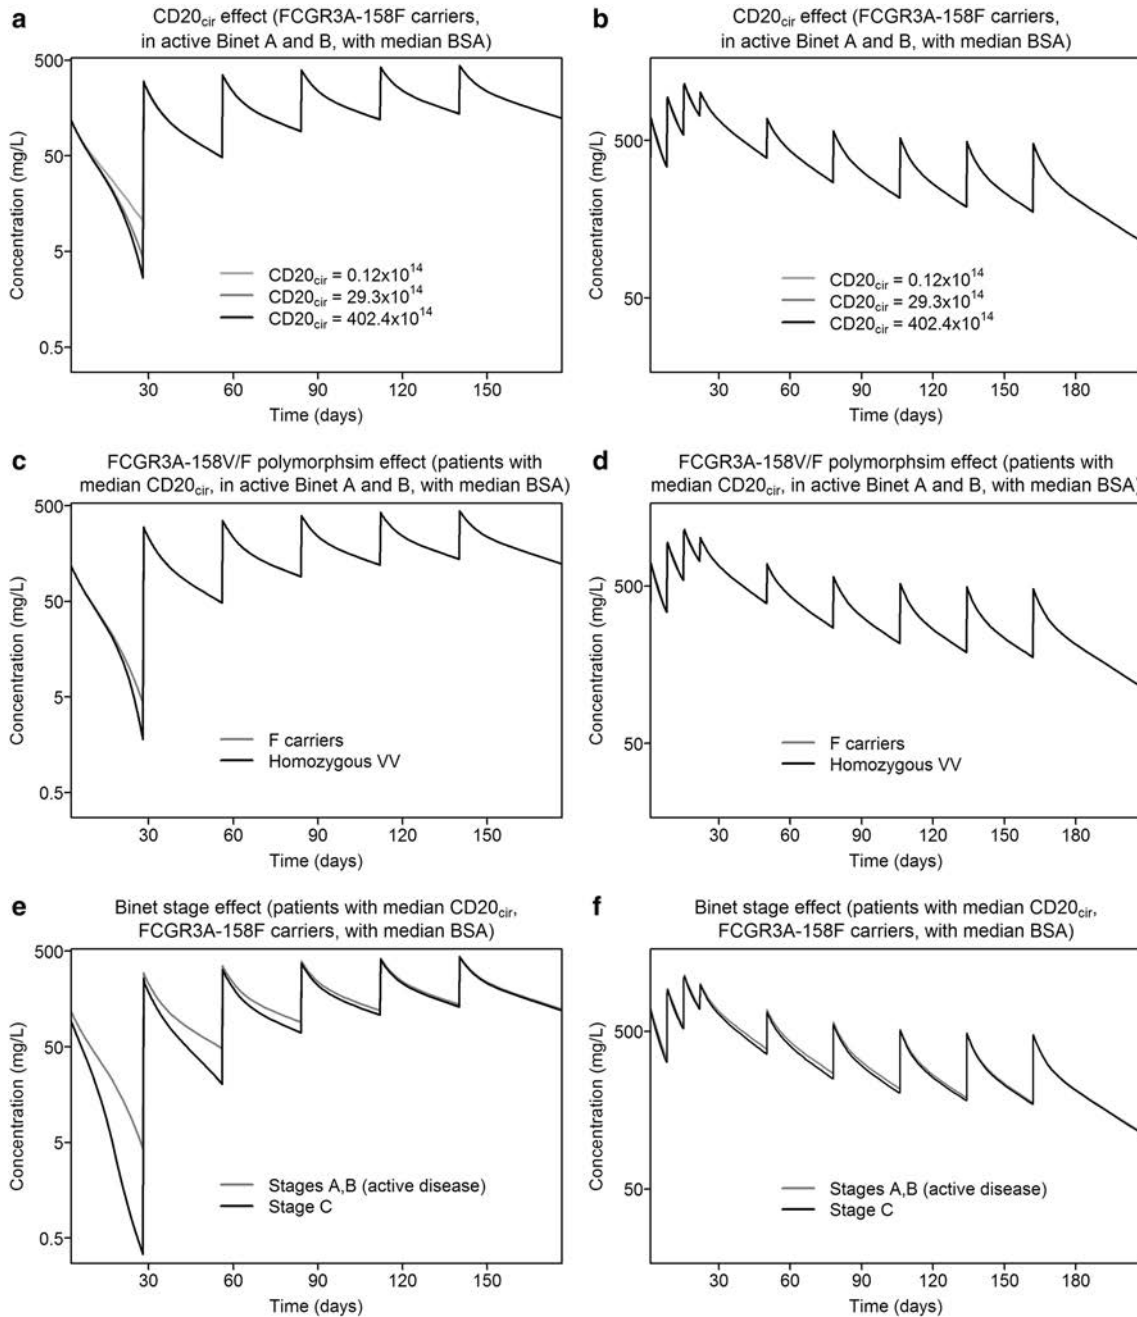 a
CD20cir effect (FCGR3A-158F carriers,
in active Binet A and B, with median BSA)
500
50
5
0.5
Concentration (mg/L)
CD20cir = 0.12x10^14
CD20cir = 29.3x10^14
CD20cir = 402.4x10^14
30 60 90 120 150
Time (days)
b
CD20cir effect (FCGR3A-158F carriers,
in active Binet A and B, with median BSA)
500
50
Concentration (mg/L)
CD20cir = 0.12x10^14
CD20cir = 29.3x10^14
CD20cir = 402.4x10^14
30 60 90 120 150 180
Time (days)
c
FCGR3A-158V/F polymorphsim effect (patients with
median CD20cir, in active Binet A and B, with median BSA)
500
50
5
0.5
Concentration (mg/L)
F carriers
Homozygous VV
30 60 90 120 150
Time (days)
d
FCGR3A-158V/F polymorphsim effect (patients with
median CD20cir, in active Binet A and B, with median BSA)
500
50
Concentration (mg/L)
F carriers
Homozygous VV
30 60 90 120 150 180
Time (days)
e
Binet stage effect (patients with median CD20cir,
FCGR3A-158F carriers, with median BSA)
500
50
5
0.5
Concentration (mg/L)
Stages A,B (active disease)
Stage C
30 60 90 120 150
Time (days)
f
Binet stage effect (patients with median CD20cir,
FCGR3A-158F carriers, with median BSA)
500
50
Concentration (mg/L)
Stages A,B (active disease)
Stage C
30 60 90 120 150 180
Time (days)